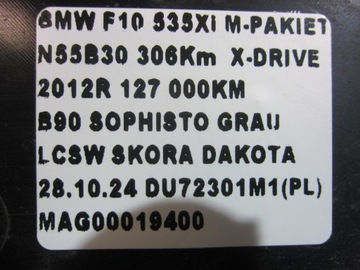 BMW F10 535Xi M-PAKIET
N55B30 306Km X-DRIVE
2012R 127 000KM
B90 SOPHISTO GRAU
LCSW SKORA DAKOTA
28.10.24 DU72301M1(PL)
MAG00019400